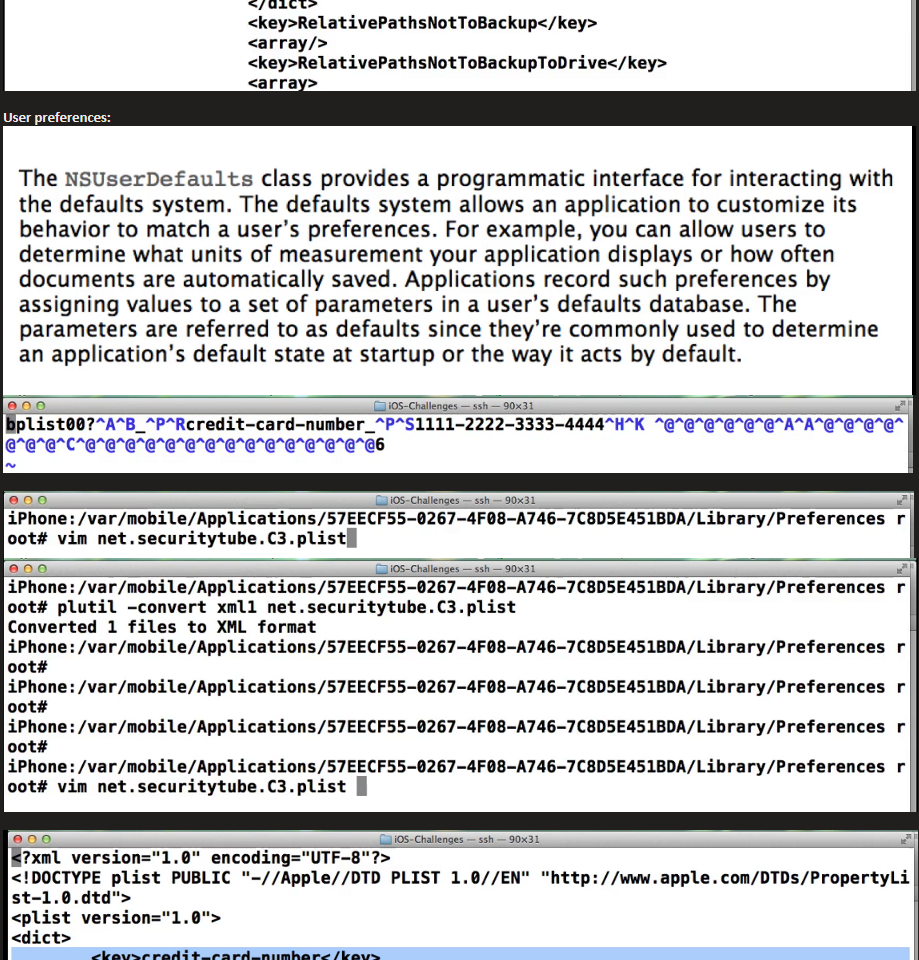 </dict>
<key>RelativePathsNotToBackup</key>
<array/>
<key>RelativePathsNotToBackupToDrive</key>
<array>
User preferences:
The NSUserDefaults class provides a programmatic interface for interacting with
the defaults system. The defaults system allows an application to customize its
behavior to match a user's preferences. For example, you can allow users to
determine what units of measurement your application displays or how often
documents are automatically saved. Applications record such preferences by
assigning values to a set of parameters in a user's defaults database. The
parameters are referred to as defaults since they're commonly used to determine
an application's default state at startup or the way it acts by default.
iOS-Challenges — ssh — 90×31
bplist00?^A^B_^P^Rcredit-card-number_^P^S1111-2222-3333-4444^H^K ^@^@^@^@^@^@^A^A^@^@^@^@^
@^@^@^@^C^@^@^@^@^@^@^@^@^@^@^@^@^@^@^@6
~
iOS-Challenges — ssh — 90×31
iPhone:/var/mobile/Applications/57EECF55-0267-4F08-A746-7C8D5E451BDA/Library/Preferences r
oot# vim net.securitytube.C3.plist
iOS-Challenges — ssh — 90×31
iPhone:/var/mobile/Applications/57EECF55-0267-4F08-A746-7C8D5E451BDA/Library/Preferences r
oot# plutil -convert xml1 net.securitytube.C3.plist
Converted 1 files to XML format
iPhone:/var/mobile/Applications/57EECF55-0267-4F08-A746-7C8D5E451BDA/Library/Preferences r
oot#
iPhone:/var/mobile/Applications/57EECF55-0267-4F08-A746-7C8D5E451BDA/Library/Preferences r
oot#
iPhone:/var/mobile/Applications/57EECF55-0267-4F08-A746-7C8D5E451BDA/Library/Preferences r
oot#
iPhone:/var/mobile/Applications/57EECF55-0267-4F08-A746-7C8D5E451BDA/Library/Preferences r
oot# vim net.securitytube.C3.plist
iOS-Challenges — ssh — 90×31
<?xml version="1.0" encoding="UTF-8"?>
<!DOCTYPE plist PUBLIC "-//Apple//DTD PLIST 1.0//EN" "http://www.apple.com/DTDs/PropertyLi
st-1.0.dtd">
<plist version="1.0">
<dict>
<key>credit-card-number</key>